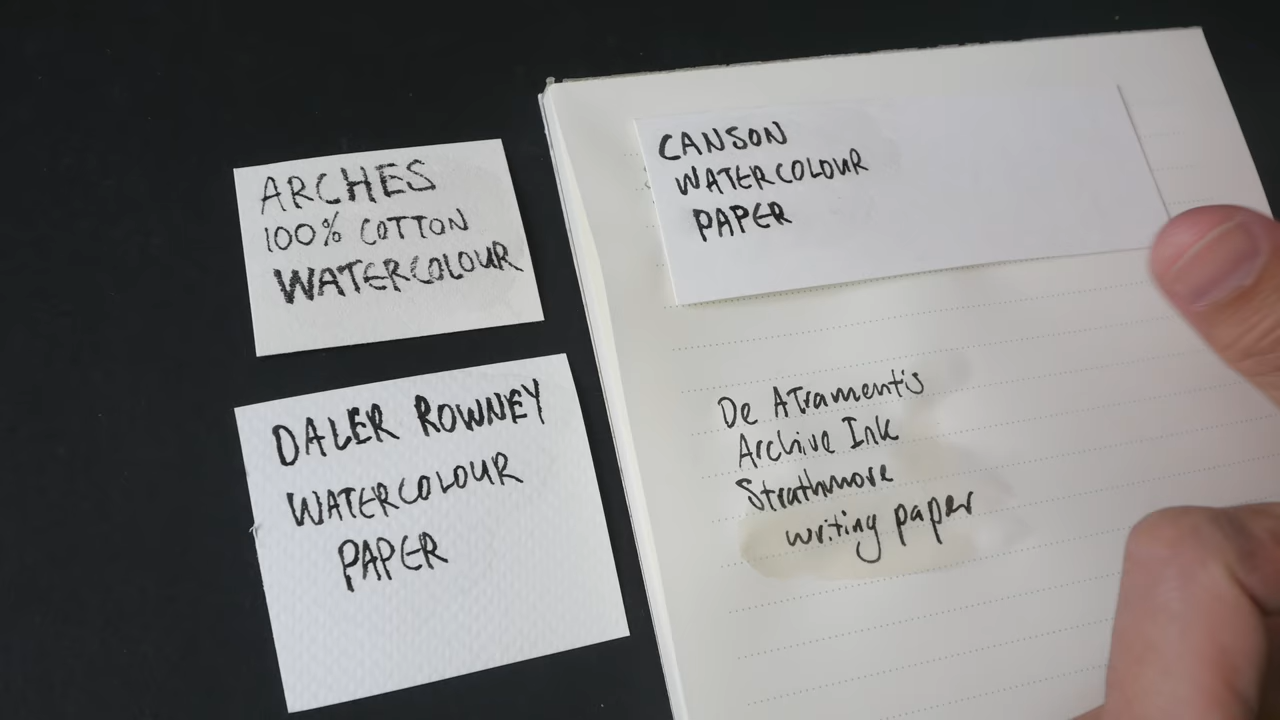 ARCHES
100% COTTON
WATERCOLOUR
DALER ROWNEY
WATERCOLOUR
PAPER
CANSON
WATERCOLOUR
PAPER
De Atramentis
Archive Ink
Strathmore
writing paper